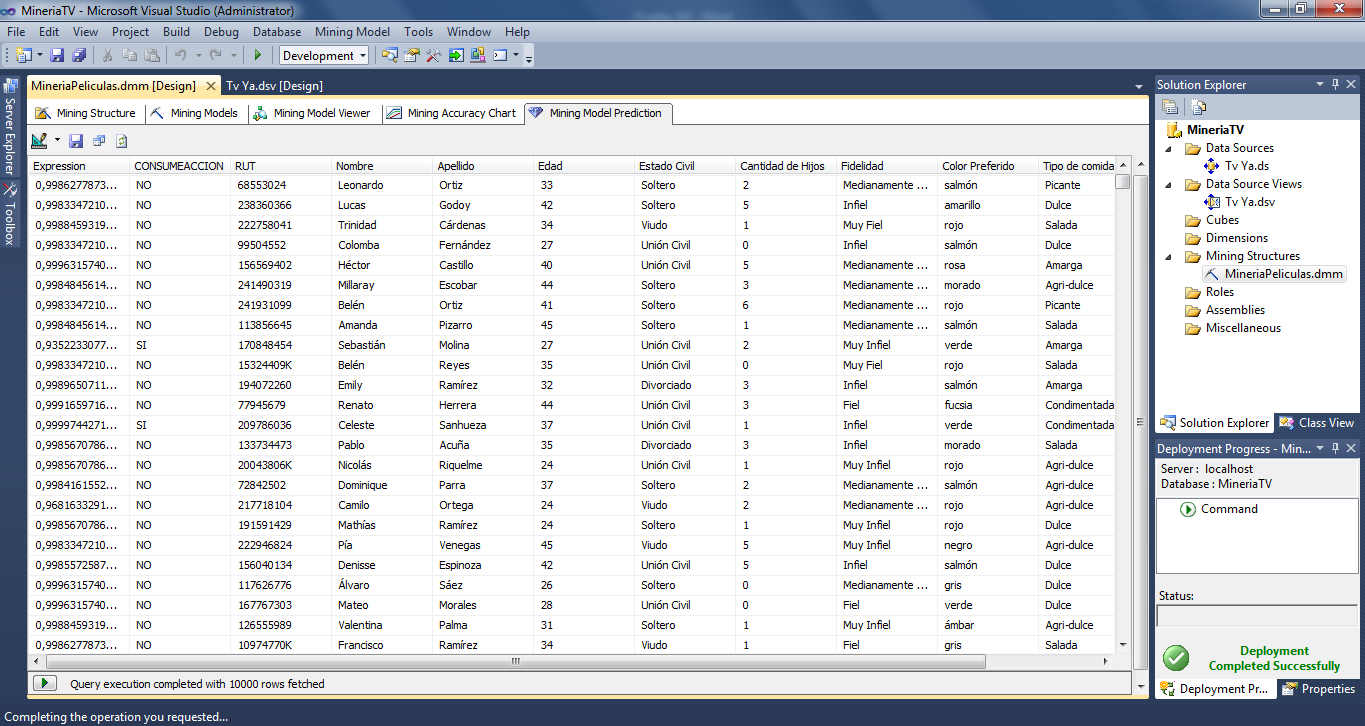 MineriaTV - Microsoft Visual Studio (Administrator)
File Edit View Project Build Debug Database Mining Model Tools Window Help
Development
Server Explorer
Toolbox
MineriaPeliculas.dmm [Design] Tv Ya.dsv [Design]
Mining Structure Mining Models Mining Model Viewer Mining Accuracy Chart Mining Model Prediction
Expression CONSUMEACCION RUT Nombre Apellido Edad Estado Civil Cantidad de Hijos Fidelidad Color Preferido Tipo de comida
0,9986277873... NO 68553024 Leonardo Ortiz 33 Soltero 2 Medianamente ... salmón Picante
0,9983347210... NO 238360366 Lucas Godoy 42 Soltero 5 Infiel amarillo Dulce
0,9988459319... NO 222758041 Trinidad Cárdenas 34 Viudo 1 Muy Fiel rojo Salada
0,9983347210... NO 99504552 Colomba Fernández 27 Unión Civil 0 Infiel salmón Dulce
0,9996315740... NO 156569402 Héctor Castillo 40 Unión Civil 5 Medianamente ... rosa Amarga
0,9984845614... NO 241490319 Millaray Escobar 44 Soltero 3 Medianamente ... morado Agri-dulce
0,9983347210... NO 241931099 Belén Ortiz 41 Soltero 6 Medianamente ... rojo Picante
0,9984845614... NO 113856645 Amanda Pizarro 45 Soltero 1 Medianamente ... salmón Salada
0,9352233077... SI 170848454 Sebastián Molina 27 Unión Civil 2 Muy Infiel verde Amarga
0,9983347210... NO 15324409K Belén Reyes 35 Unión Civil 0 Muy Fiel rojo Salada
0,9989650711... NO 194072260 Emily Ramírez 32 Divorciado 3 Infiel salmón Amarga
0,9991659716... NO 77945679 Renato Herrera 44 Unión Civil 3 Fiel fucsia Condimentada
0,9999744271... SI 209786036 Celeste Sanhueza 37 Unión Civil 1 Infiel verde Condimentada
0,9985670786... NO 133734473 Pablo Acuña 35 Divorciado 3 Infiel morado Salada
0,9985670786... NO 20043806K Nicolás Riquelme 24 Unión Civil 1 Muy Infiel rojo Agri-dulce
0,9984161552... NO 72842502 Dominique Parra 37 Soltero 2 Medianamente ... salmón Agri-dulce
0,9681633291... NO 217718104 Camilo Ortega 24 Viudo 2 Medianamente ... rojo Agri-dulce
0,9985670786... NO 191591429 Mathías Ramírez 24 Soltero 1 Muy Infiel rojo Dulce
0,9983347210... NO 222946824 Pía Venegas 45 Viudo 5 Muy Infiel negro Agri-dulce
0,9985572587... NO 156040134 Denisse Espinoza 42 Unión Civil 5 Infiel salmón Dulce
0,9996315740... NO 117626776 Álvaro Sáez 26 Soltero 0 Medianamente ... gris Dulce
0,9996315740... NO 167767303 Mateo Morales 28 Unión Civil 0 Fiel verde Dulce
0,9988459319... NO 126555989 Valentina Palma 31 Soltero 1 Muy Infiel ámbar Agri-dulce
0,9986277873... NO 10974770K Francisco Ramírez 34 Viudo 1 Fiel gris Salada
Query execution completed with 10000 rows fetched
Solution Explorer
MineriaTV
Data Sources
Tv Ya.ds
Data Source Views
Tv Ya.dsv
Cubes
Dimensions
Mining Structures
MineriaPeliculas.dmm
Roles
Assemblies
Miscellaneous
Solution Explorer Class View
Deployment Progress - Min...
Server : localhost
Database : MineriaTV
Command
Status:
Deployment
Completed Successfully
Deployment Pr... Properties
Completing the operation you requested...